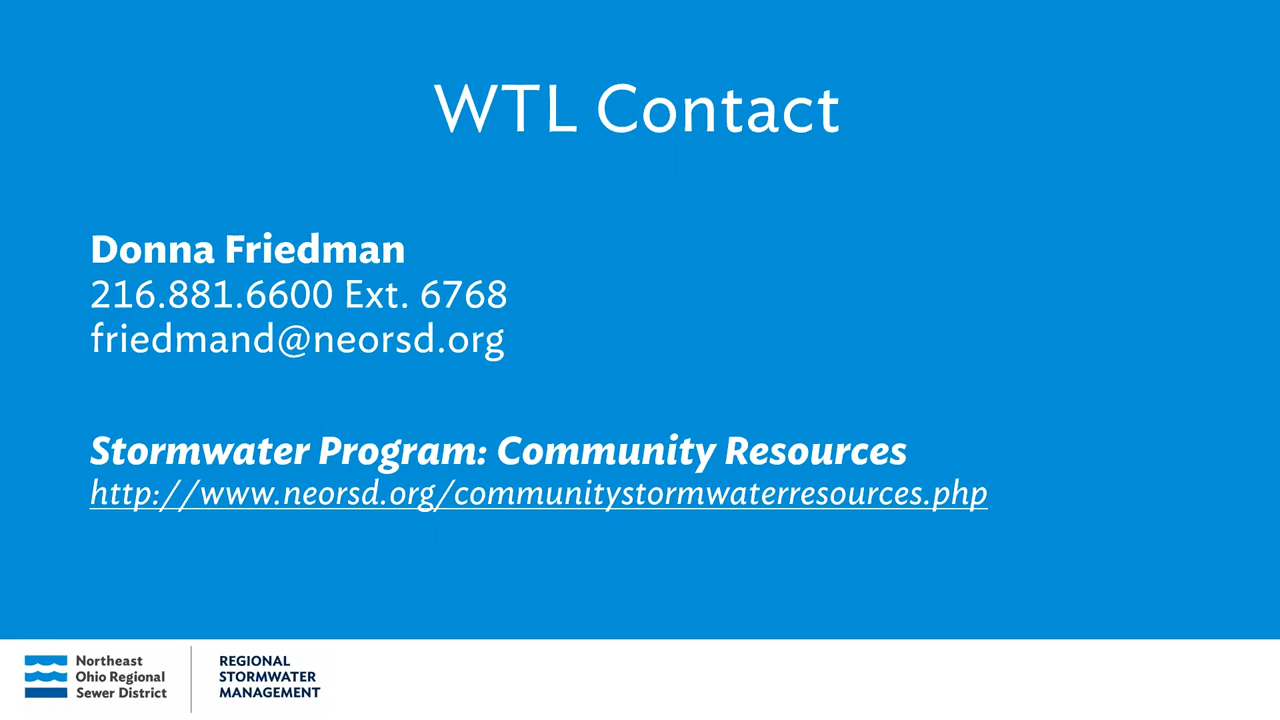 WTL Contact
Donna Friedman
216.881.6600 Ext. 6768
friedmand@neorsd.org
Stormwater Program: Community Resources
http://www.neorsd.org/communitystormwaterresources.php
Northeast
Ohio Regional
Sewer District
REGIONAL
STORMWATER
MANAGEMENT